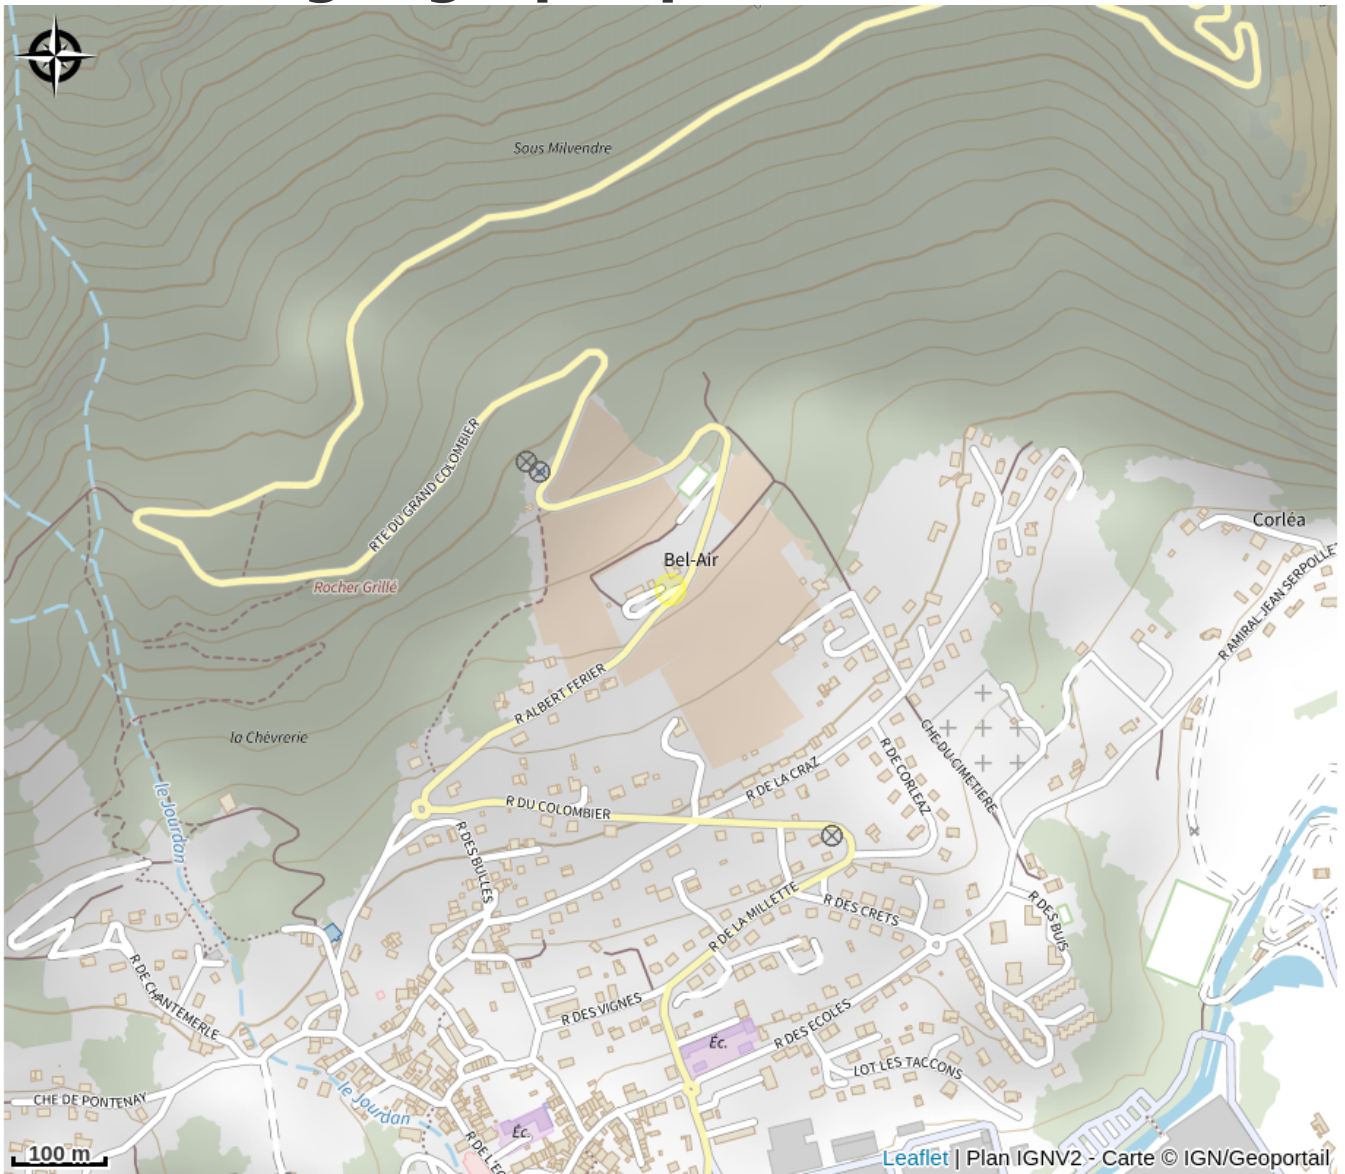 Sous Milvendre
RTE DU GRAND COLOMBIER
Corléa
Bel-Air
Rocher Grillé
R AMIRAL JEAN SERPOLLE
R ALBERT FERIER
la Chèvrerie
CHE DU CIMETIERE
R DE CORLEAZ
R DE LA CRAZ
le Jourdan
R DU COLOMBIER
R DES BULLES
R DE LA MILLETTE
R DES CRETS
R DES BUIS
R DE CHANTEMERLE
R DES VIGNES
R DES ECOLES
Éc.
LOT LES TACCONS
CHE DE PONTENAY
le Jourdan
Éc.
R DE L'EG
100 m
Leaflet | Plan IGNV2 - Carte © IGN/Geoportail